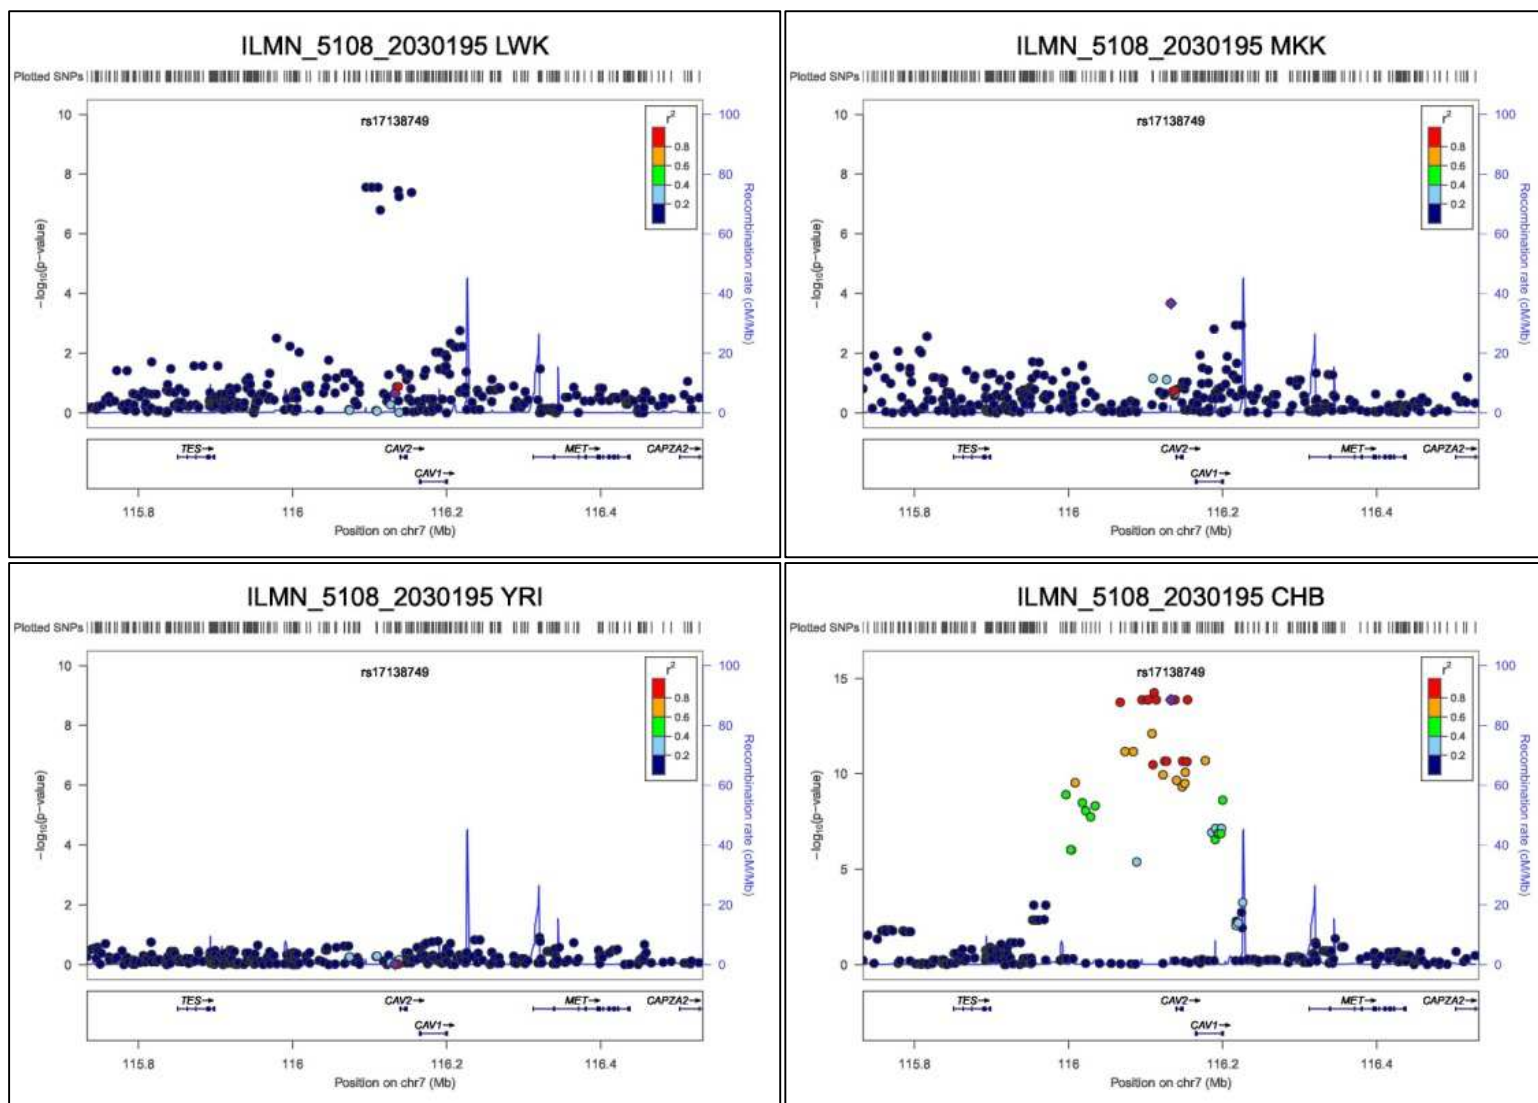 ILMN_5108_2030195 LWK
Plotted SNPs
rs17138749
r2
0.8
0.6
0.4
0.2
10
8
6
4
2
0
−log10(p−value)
100
80
60
40
20
0
Recombination rate (cM/Mb)
TES→
CAV2→
MET→
CAPZA2→
CAV1→
115.8
116
116.2
116.4
Position on chr7 (Mb)
ILMN_5108_2030195 MKK
Plotted SNPs
rs17138749
r2
0.8
0.6
0.4
0.2
10
8
6
4
2
0
−log10(p−value)
100
80
60
40
20
0
Recombination rate (cM/Mb)
TES→
CAV2→
MET→
CAPZA2→
CAV1→
115.8
116
116.2
116.4
Position on chr7 (Mb)
ILMN_5108_2030195 YRI
Plotted SNPs
rs17138749
r2
0.8
0.6
0.4
0.2
10
8
6
4
2
0
−log10(p−value)
100
80
60
40
20
0
Recombination rate (cM/Mb)
TES→
CAV2→
MET→
CAPZA2→
CAV1→
115.8
116
116.2
116.4
Position on chr7 (Mb)
ILMN_5108_2030195 CHB
Plotted SNPs
rs17138749
r2
0.8
0.6
0.4
0.2
15
10
5
0
−log10(p−value)
100
80
60
40
20
0
Recombination rate (cM/Mb)
TES→
CAV2→
MET→
CAPZA2→
CAV1→
115.8
116
116.2
116.4
Position on chr7 (Mb)